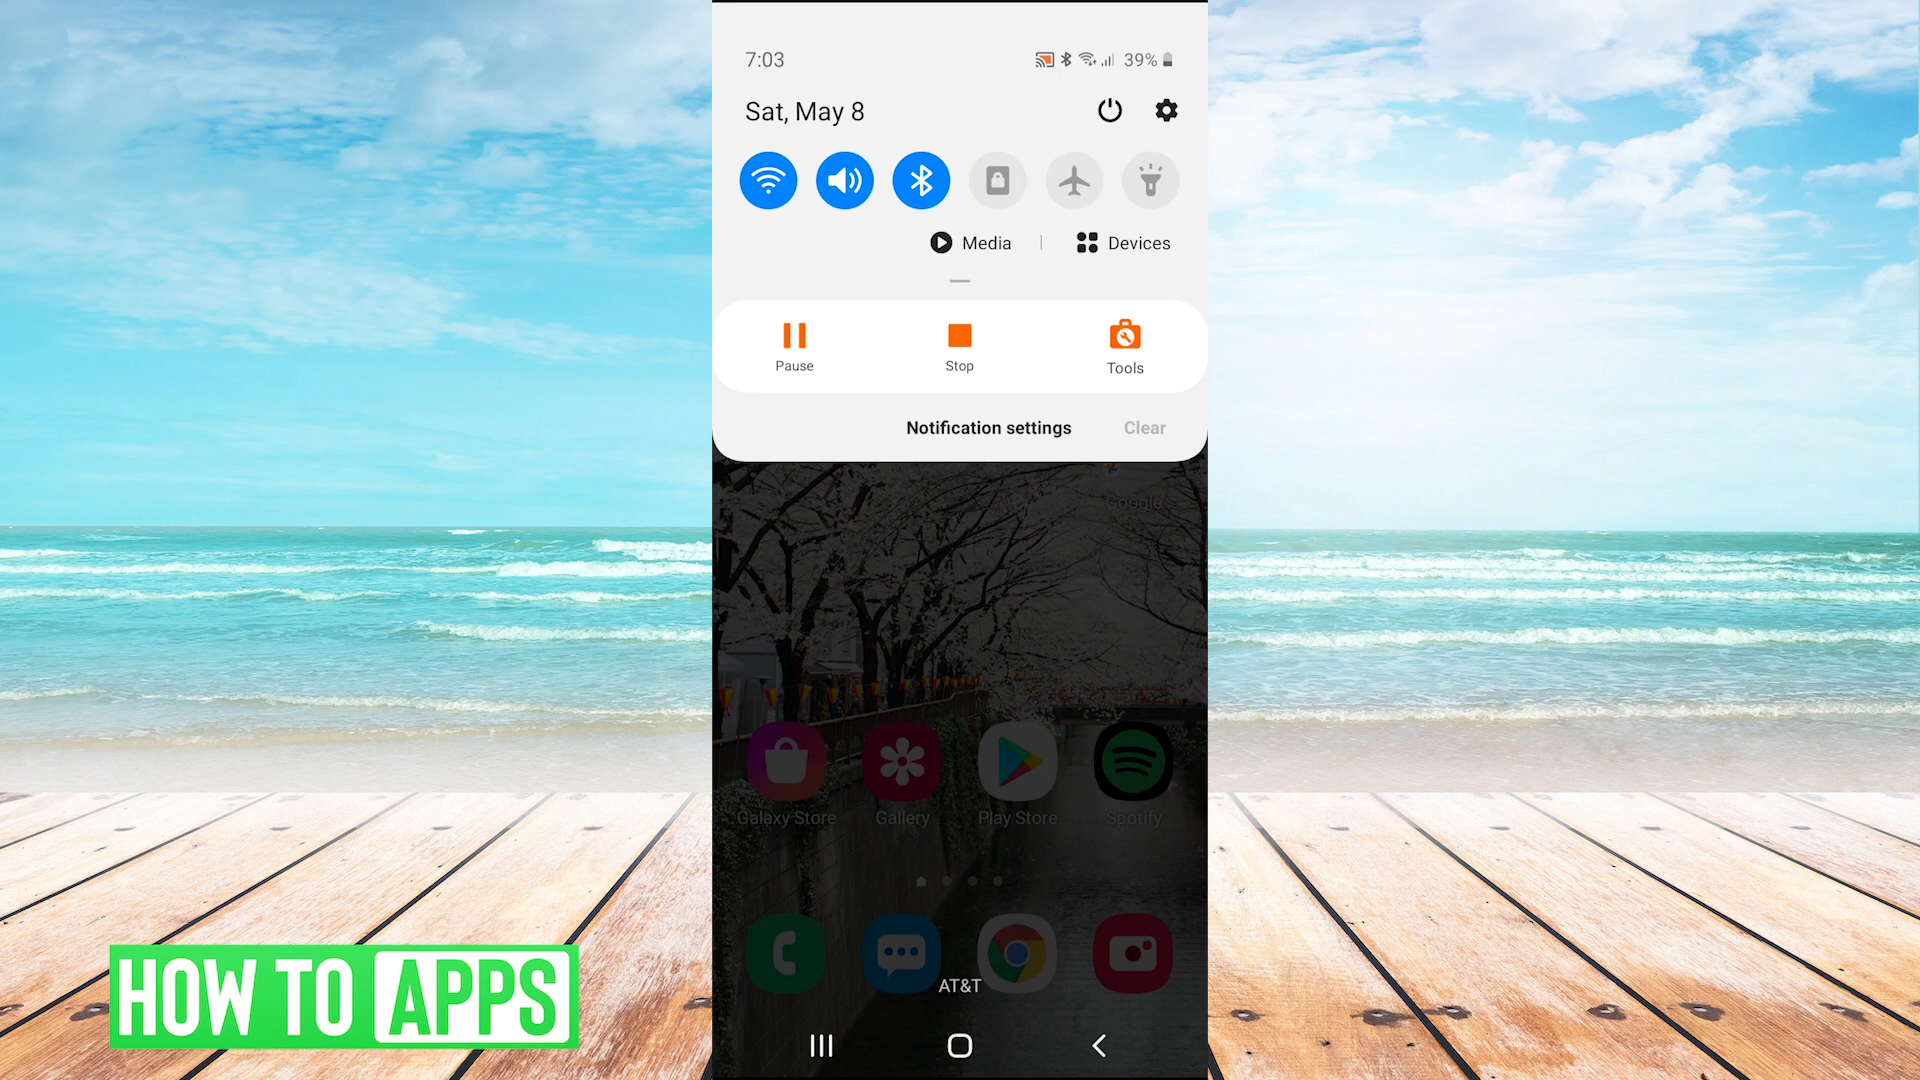 7:03
39%
Sat, May 8
Media
Devices
Pause
Stop
Tools
Notification settings
Clear
Google
Galaxy Store
Gallery
Play Store
Spotify
AT&T
HOW TO APPS